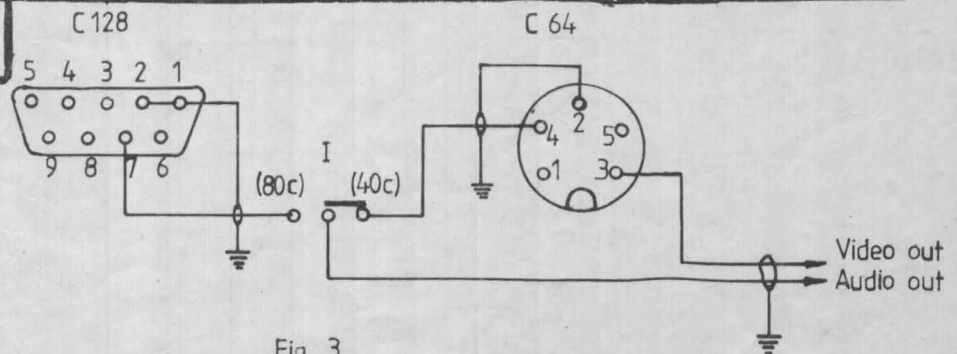 C 128
C 64
5 4 3 2 1
9 8 7 6
I
(80c)
(40c)
2
4
5
1
3
Video out
Audio out
Fig. 3